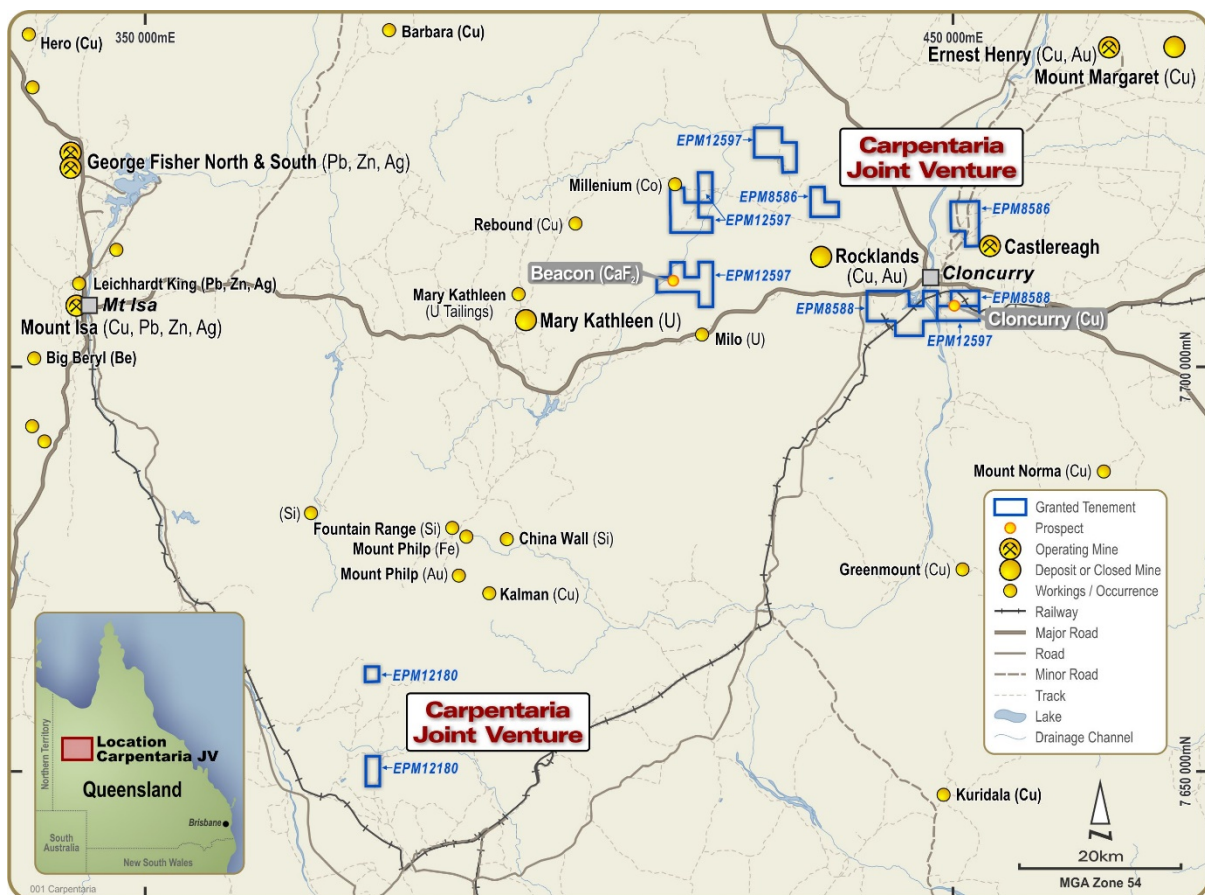 350 000mE
450 000mE
Hero (Cu)
Barbara (Cu)
Ernest Henry (Cu, Au)
Mount Margaret (Cu)
George Fisher North & South (Pb, Zn, Ag)
EPM12597
Carpentaria
Joint Venture
Millenium (Co)
EPM8586
EPM12597
EPM8586
Rebound (Cu)
Castlereagh
Rocklands
(Cu, Au)
Beacon (CaF₂)
EPM12597
Cloncurry
Leichhardt King (Pb, Zn, Ag)
Mt Isa
Mary Kathleen
(U Tailings)
EPM8588
EPM8588
Mount Isa (Cu, Pb, Zn, Ag)
Mary Kathleen (U)
Cloncurry (Cu)
Milo (U)
EPM12597
Big Beryl (Be)
7 700 000mN
Mount Norma (Cu)
(Si)
Fountain Range (Si)
Mount Philp (Fe)
China Wall (Si)
Mount Philp (Au)
Greenmount (Cu)
Kalman (Cu)
EPM12180
Carpentaria
Joint Venture
EPM12180
7 650 000mN
Kuridala (Cu)
Granted Tenement
Prospect
Operating Mine
Deposit or Closed Mine
Workings / Occurrence
Railway
Major Road
Road
Minor Road
Track
Lake
Drainage Channel
Northern Territory
Location
Carpentaria JV
Queensland
Brisbane
South
Australia
New South Wales
N
20km
MGA Zone 54
001 Carpentaria